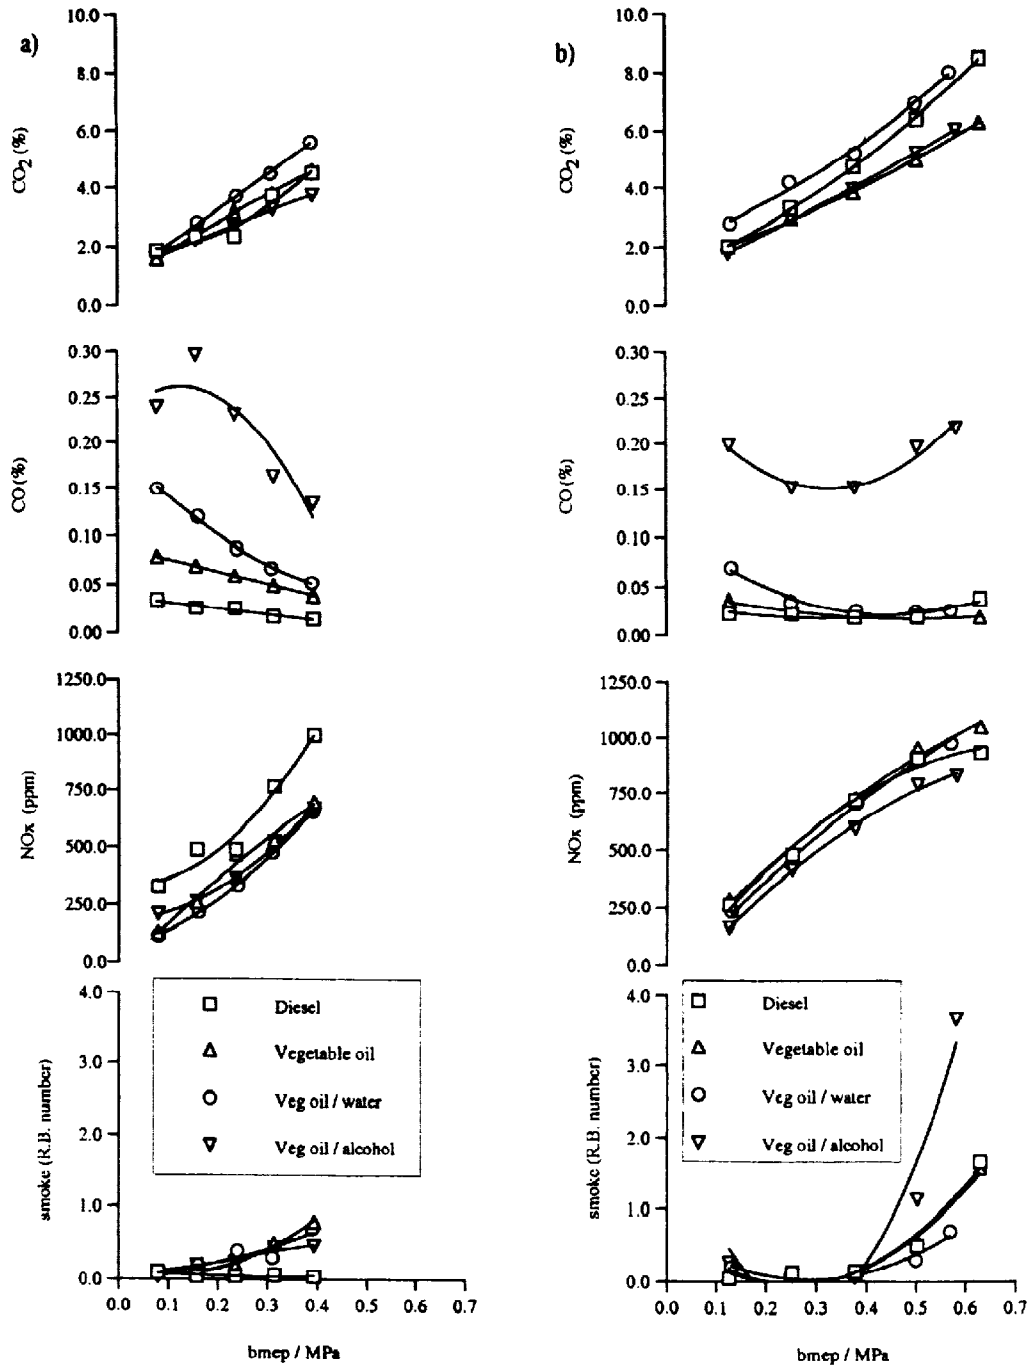 a)
10.0
8.0
6.0
4.0
2.0
0.0
CO2 (%)
0.30
0.25
0.20
0.15
0.10
0.05
0.00
CO (%)
1250.0
1000.0
750.0
500.0
250.0
0.0
NOx (ppm)
4.0
3.0
2.0
1.0
0.0
smoke (R.B. number)
Diesel
Vegetable oil
Veg oil / water
Veg oil / alcohol
0.0 0.1 0.2 0.3 0.4 0.5 0.6 0.7
bmep / MPa
b)
10.0
8.0
6.0
4.0
2.0
0.0
CO2 (%)
0.30
0.25
0.20
0.15
0.10
0.05
0.00
CO (%)
1250.0
1000.0
750.0
500.0
250.0
0.0
NOx (ppm)
4.0
3.0
2.0
1.0
0.0
smoke (R.B. number)
Diesel
Vegetable oil
Veg oil / water
Veg oil / alcohol
0.0 0.1 0.2 0.3 0.4 0.5 0.6 0.7
bmep / MPa